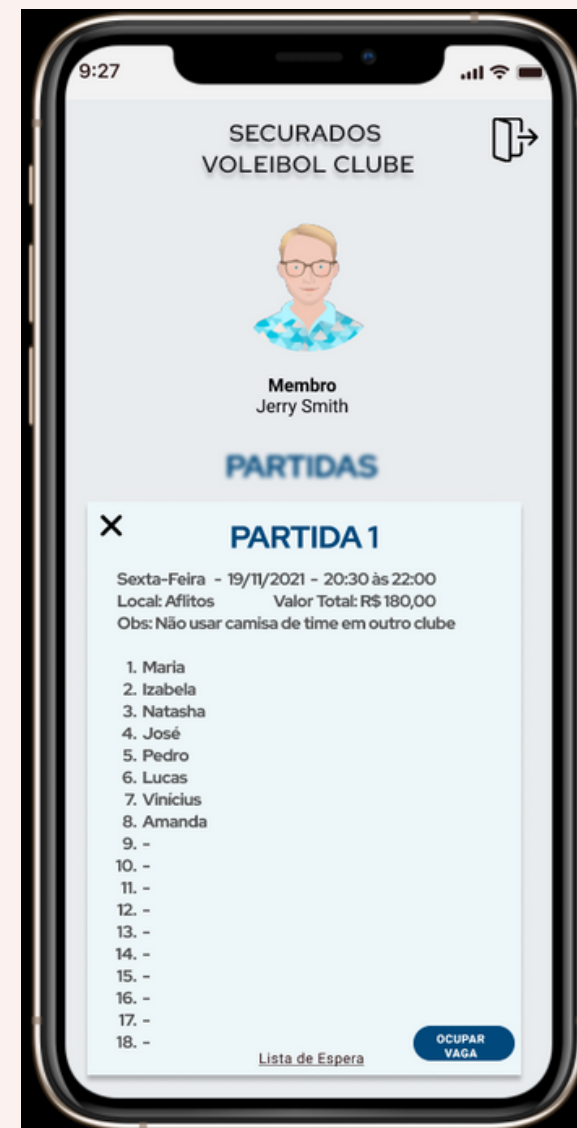 9:27
SECURADOS
VOLEIBOL CLUBE
Membro
Jerry Smith
PARTIDAS
PARTIDA 1
Sexta-Feira - 19/11/2021 - 20:30 às 22:00
Local: Aflitos Valor Total: R$ 180,00
Obs: Não usar camisa de time em outro clube
1. Maria
2. Izabela
3. Natasha
4. José
5. Pedro
6. Lucas
7. Vinícius
8. Amanda
9. -
10. -
11. -
12. -
13. -
14. -
15. -
16. -
17. -
18. -
Lista de Espera
OCUPAR
VAGA